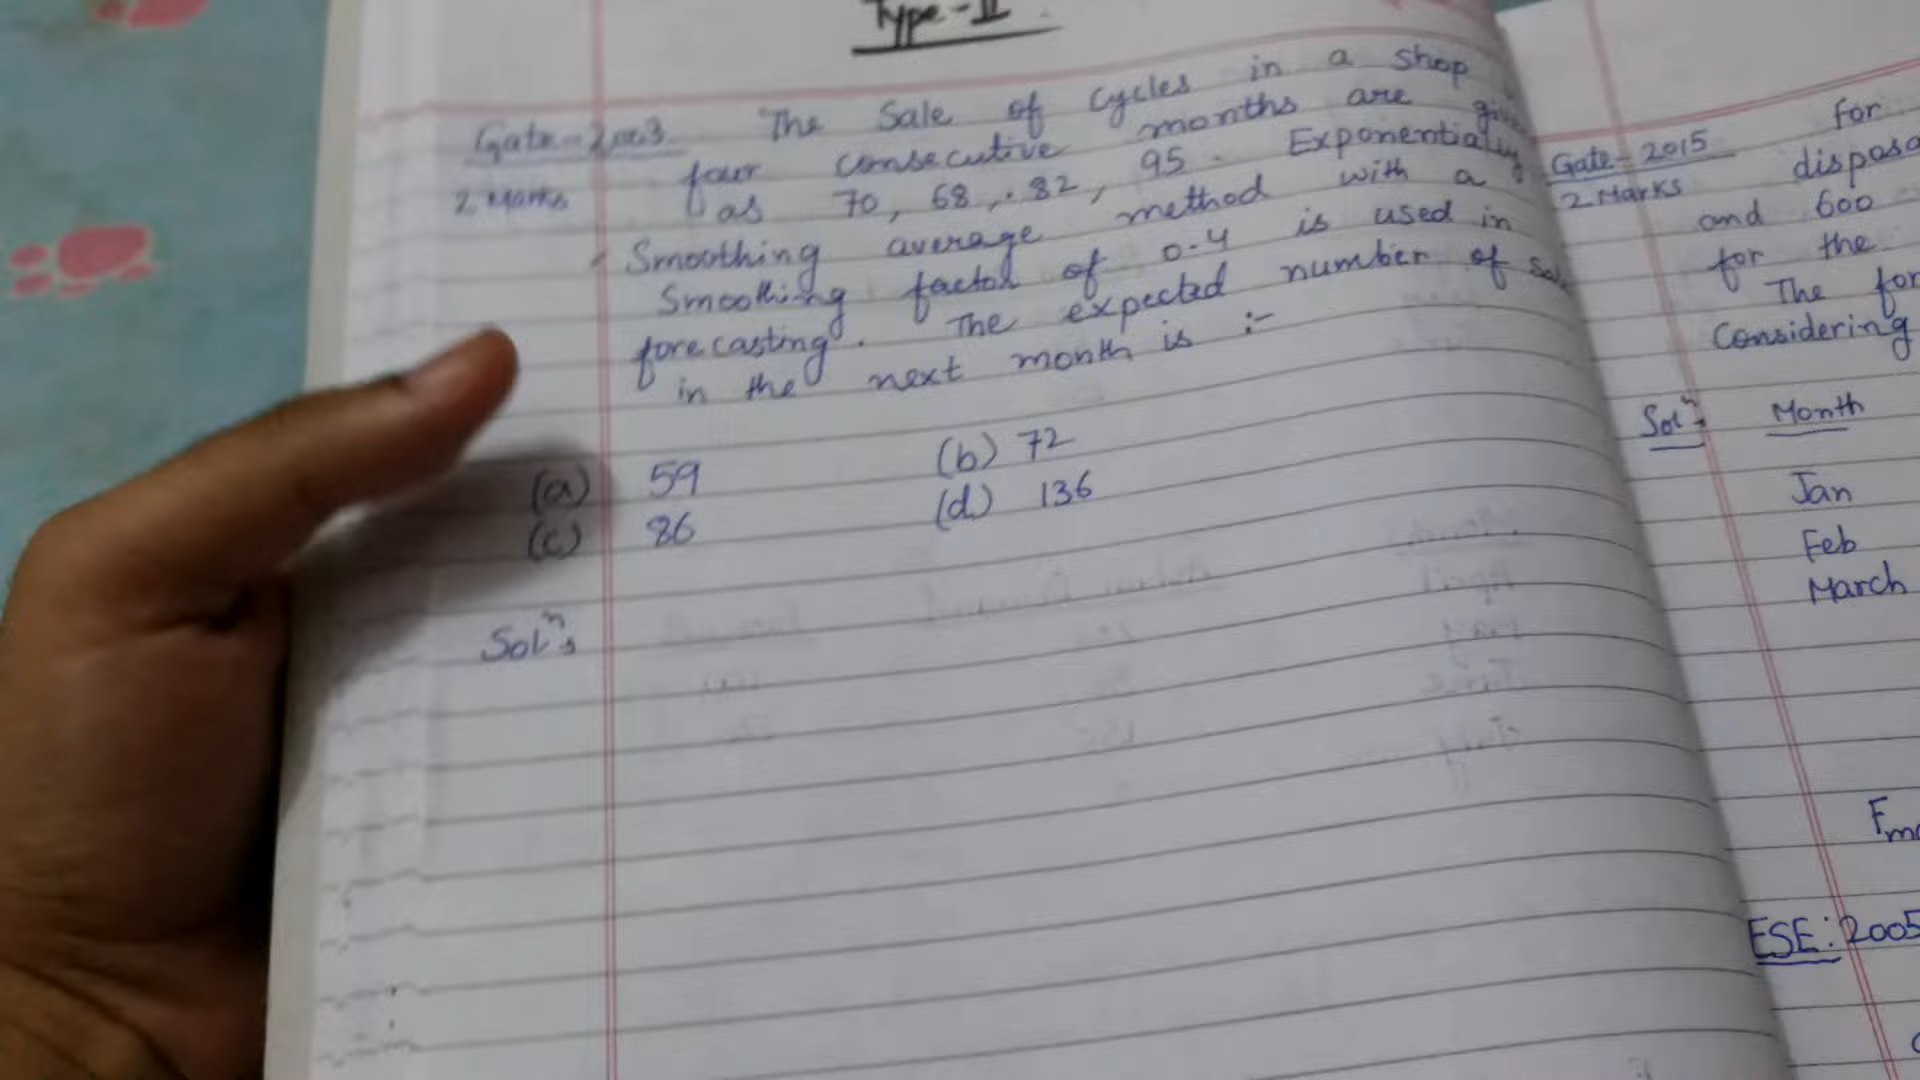 Type-II
Gate-2003 The Sale of Cycles in a Shop
2 Marks four consecutive months are
as 70, 68, 82, 95. Exponentially
Smoothing average method with a
Smoothing factor of 0.4 is used in
forecasting. The expected number of
in the next month is :-
(a) 59 (b) 72
(c) 86 (d) 136
Solⁿ:
Gate-2015 For
2 Marks
and 600
for the
The
Considering
Solⁿ: Month
Jan
Feb
March
ESE: 2005